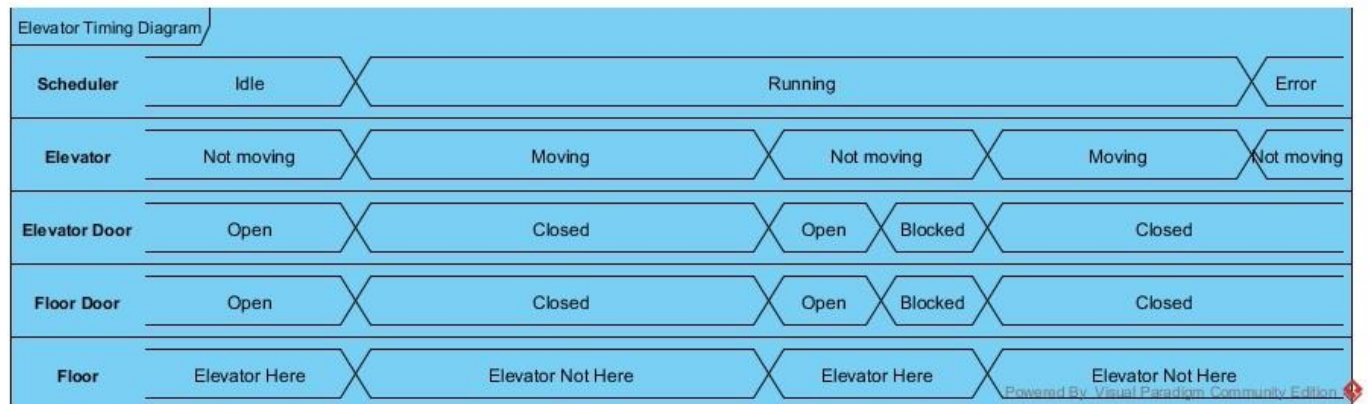 Elevator Timing Diagram
Scheduler Idle Running Error
Elevator Not moving Moving Not moving Moving Not moving
Elevator Door Open Closed Open Blocked Closed
Floor Door Open Closed Open Blocked Closed
Floor Elevator Here Elevator Not Here Elevator Here Elevator Not Here
Powered By Visual Paradigm Community Edition